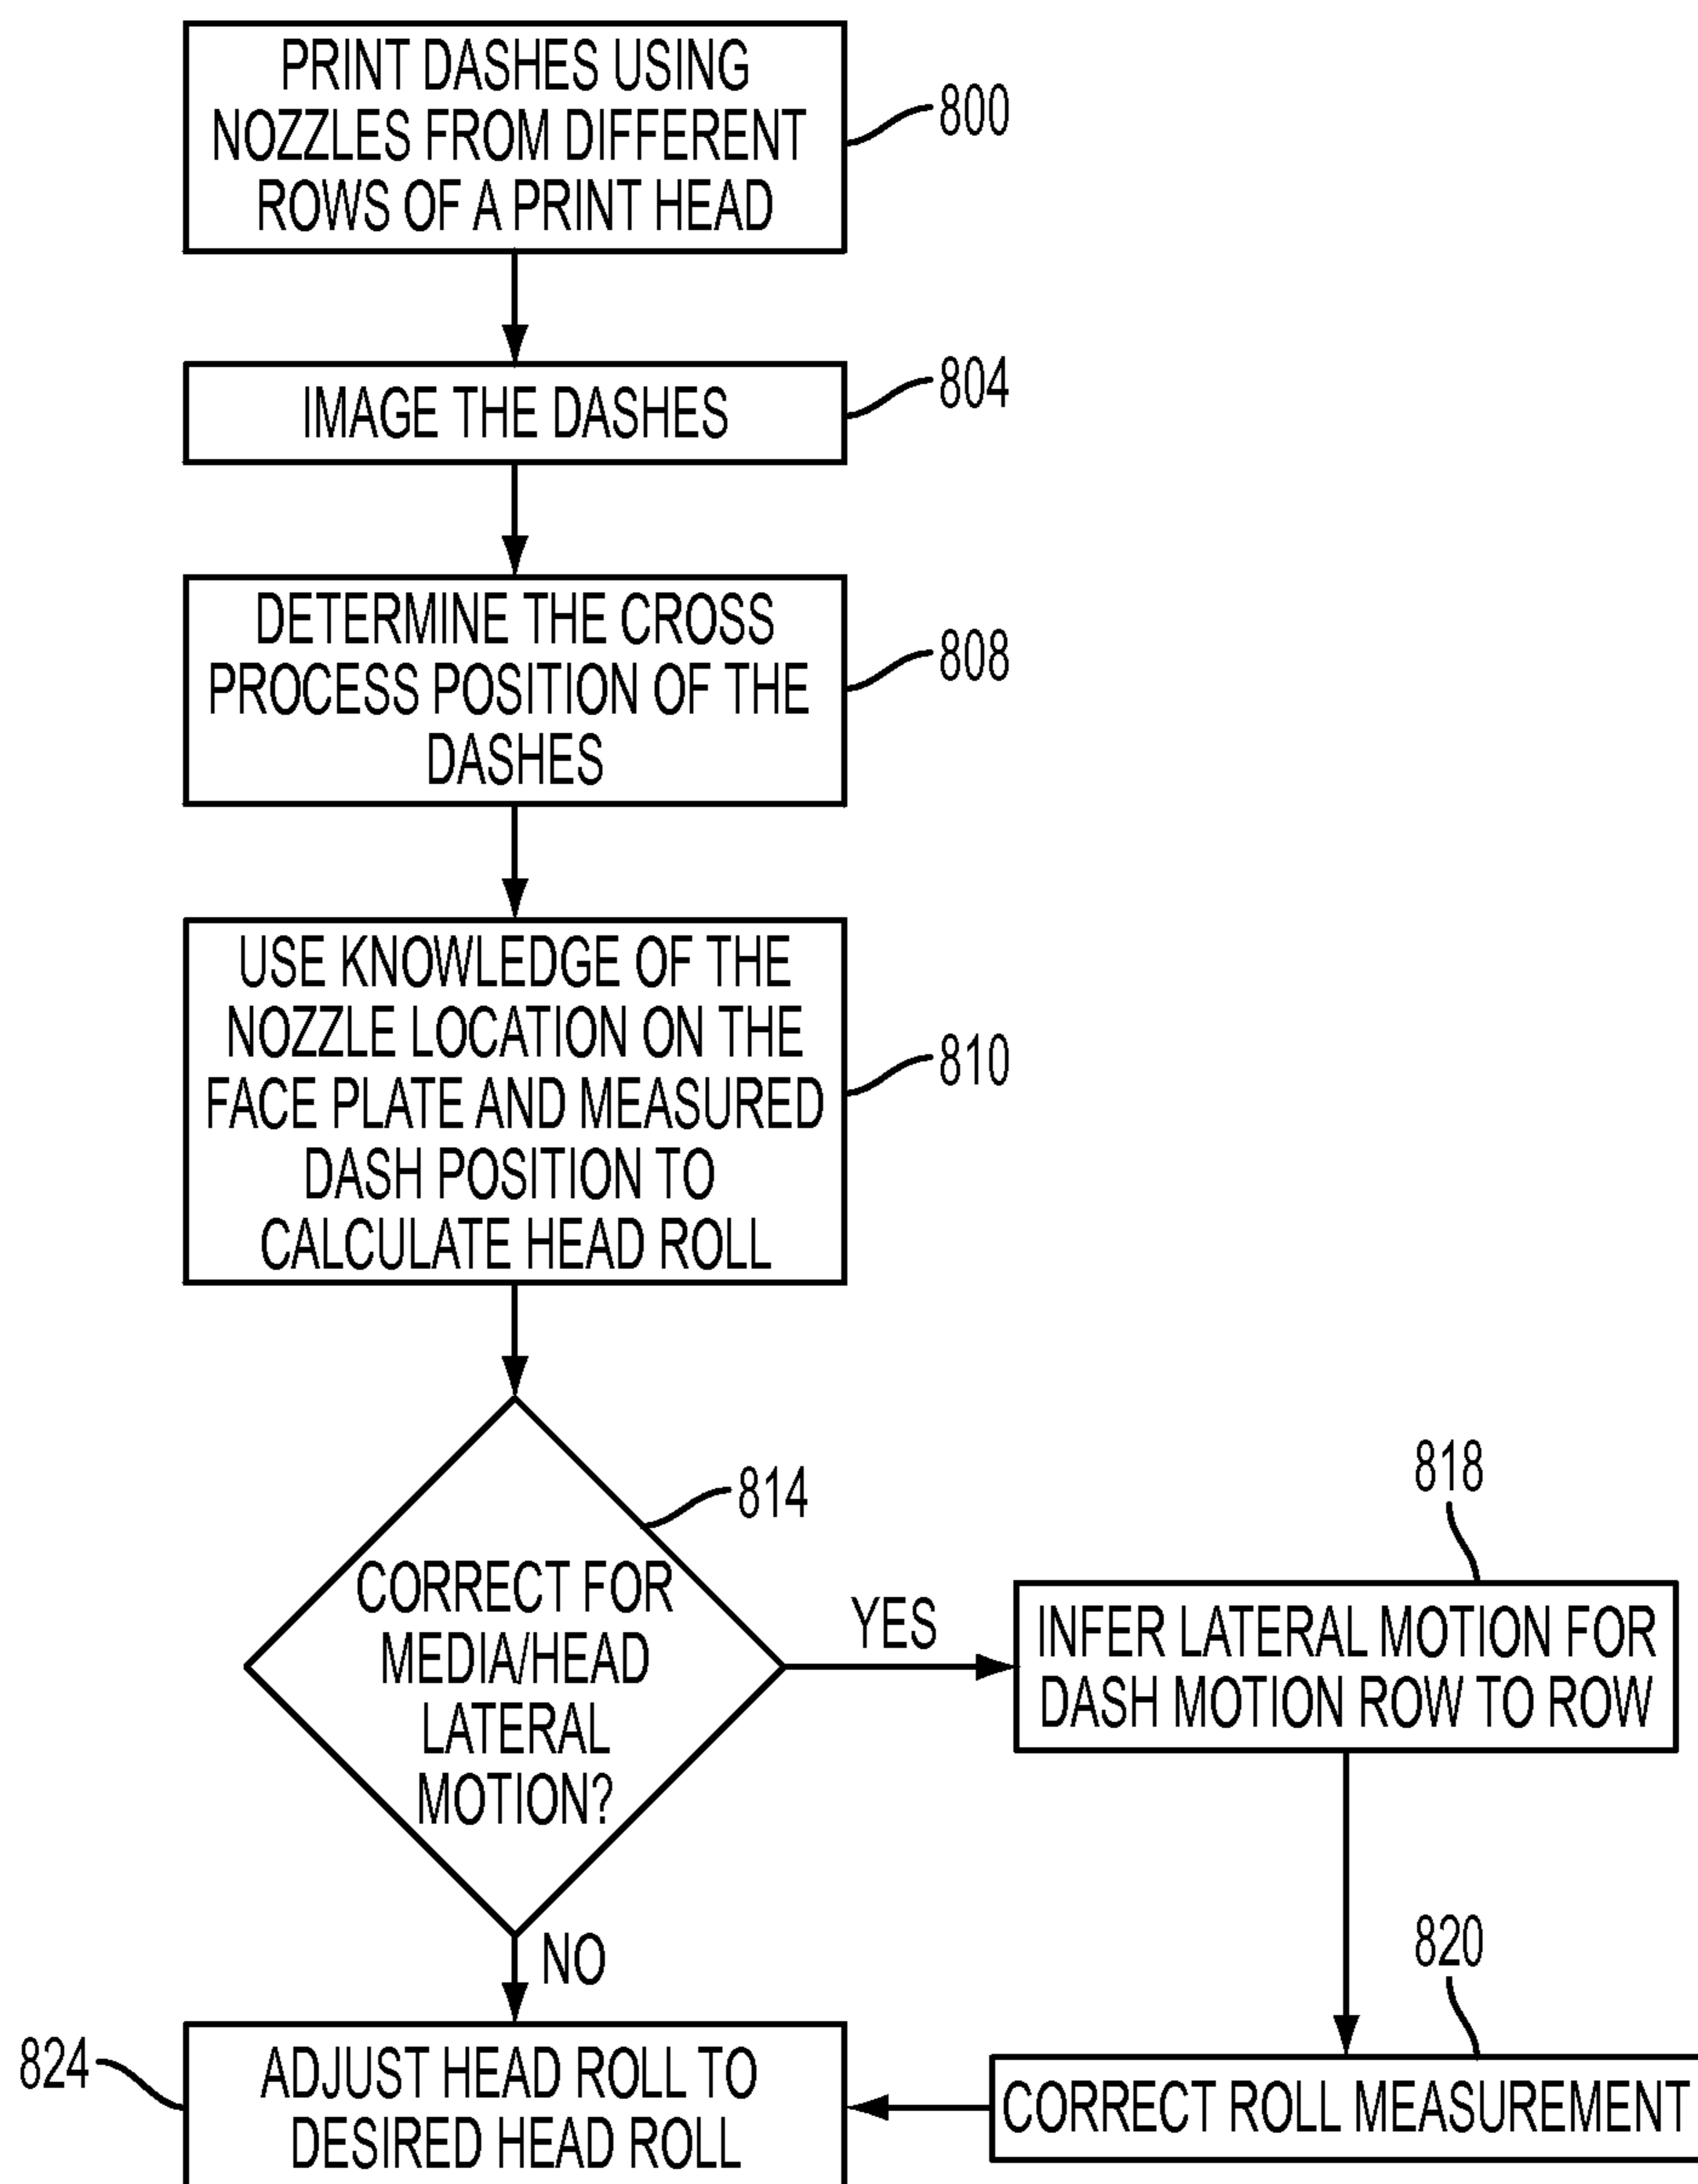 PRINT DASHES USING
NOZZLES FROM DIFFERENT
ROWS OF A PRINT HEAD
800
IMAGE THE DASHES
804
DETERMINE THE CROSS
PROCESS POSITION OF THE
DASHES
808
USE KNOWLEDGE OF THE
NOZZLE LOCATION ON THE
FACE PLATE AND MEASURED
DASH POSITION TO
CALCULATE HEAD ROLL
810
CORRECT FOR
MEDIA/HEAD
LATERAL
MOTION?
814
YES
818
INFER LATERAL MOTION FOR
DASH MOTION ROW TO ROW
NO
820
CORRECT ROLL MEASUREMENT
824
ADJUST HEAD ROLL TO
DESIRED HEAD ROLL